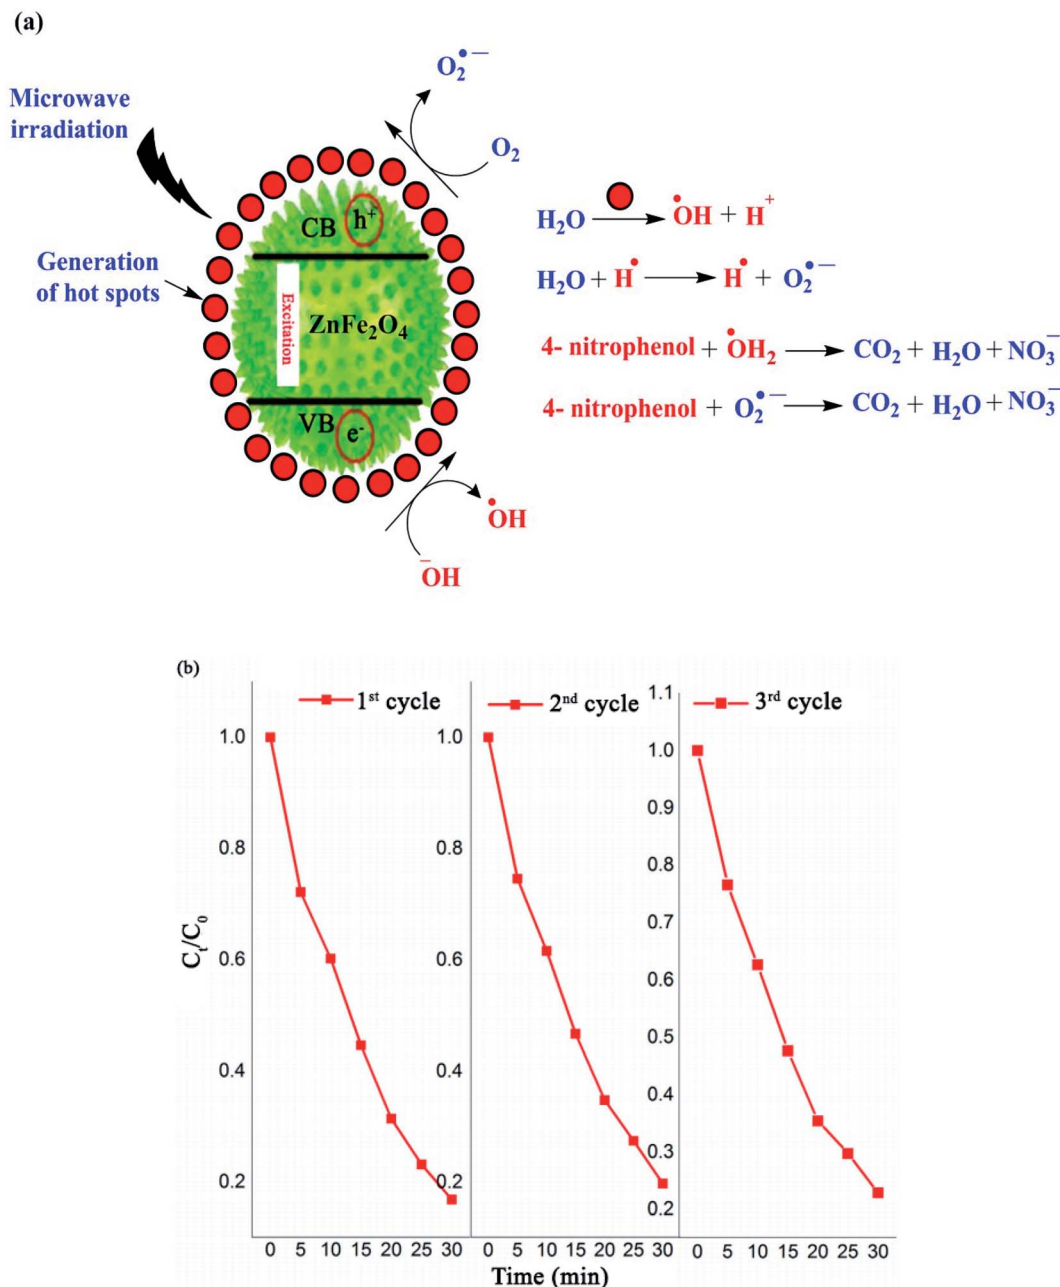 (a)
O₂•−
Microwave
irradiation
O₂
CB h⁺
H₂O ⟶ •OH + H⁺
Generation
of hot spots
H₂O + H• ⟶ H• + O₂•−
Excitation
ZnFe₂O₄
4- nitrophenol + •OH₂ ⟶ CO₂ + H₂O + NO₃⁻
4- nitrophenol + O₂•− ⟶ CO₂ + H₂O + NO₃⁻
VB e⁻
•OH
⁻OH
(b)
1st cycle
2nd cycle
3rd cycle
Cₜ/C₀
1.0
0.8
0.6
0.4
0.2
0 5 10 15 20 25 30
1.0
0.8
0.6
0.4
0.2
0 5 10 15 20 25 30
1.1
1.0
0.9
0.8
0.7
0.6
0.5
0.4
0.3
0.2
0 5 10 15 20 25 30
Time (min)